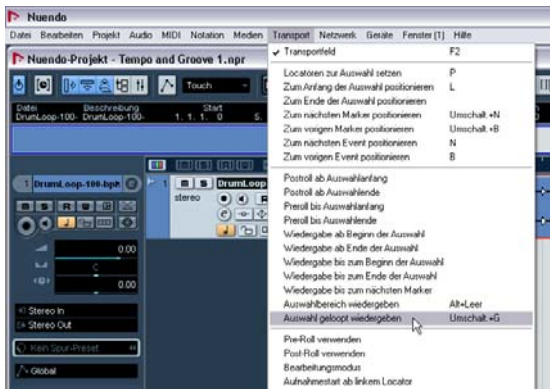 Nuendo
Datei Bearbeiten Projekt Audio MIDI Notation Medien Transport Netzwerk Geräte Fenster (1) Hilfe
Nuendo-Projekt - Tempo and Groove 1.npr
Touch
Datei Beschreibung Start
DrumLoop-100- DrumLoop-100- 1. 1. 1. 0 5.
1 DrumLoop-100-bph
1 DrumLoop
stereo
0.00
C
0.00
Stereo In
Stereo Out
Kein Spur-Preset
Global
Transportfeld F2
Locatoren zur Auswahl setzen P
Zum Anfang der Auswahl positionieren L
Zum Ende der Auswahl positionieren
Zum nächsten Marker positionieren Umschalt.+N
Zum vorigen Marker positionieren Umschalt.+B
Zum nächsten Event positionieren N
Zum vorigen Event positionieren B
Postroll ab Auswahlanfang
Postroll ab Auswahlende
Preroll bis Auswahlanfang
Preroll bis Auswahlende
Wiedergabe ab Beginn der Auswahl
Wiedergabe ab Ende der Auswahl
Wiedergabe bis zum Beginn der Auswahl
Wiedergabe bis zum Ende der Auswahl
Wiedergabe bis zum nächsten Marker
Auswahlbereich wiedergeben Alt+Leer
Auswahl geloopt wiedergeben Umschalt.+G
Pre-Roll verwenden
Post-Roll verwenden
Bearbeitungsmodus
Aufnahmestart ab linkem Locator